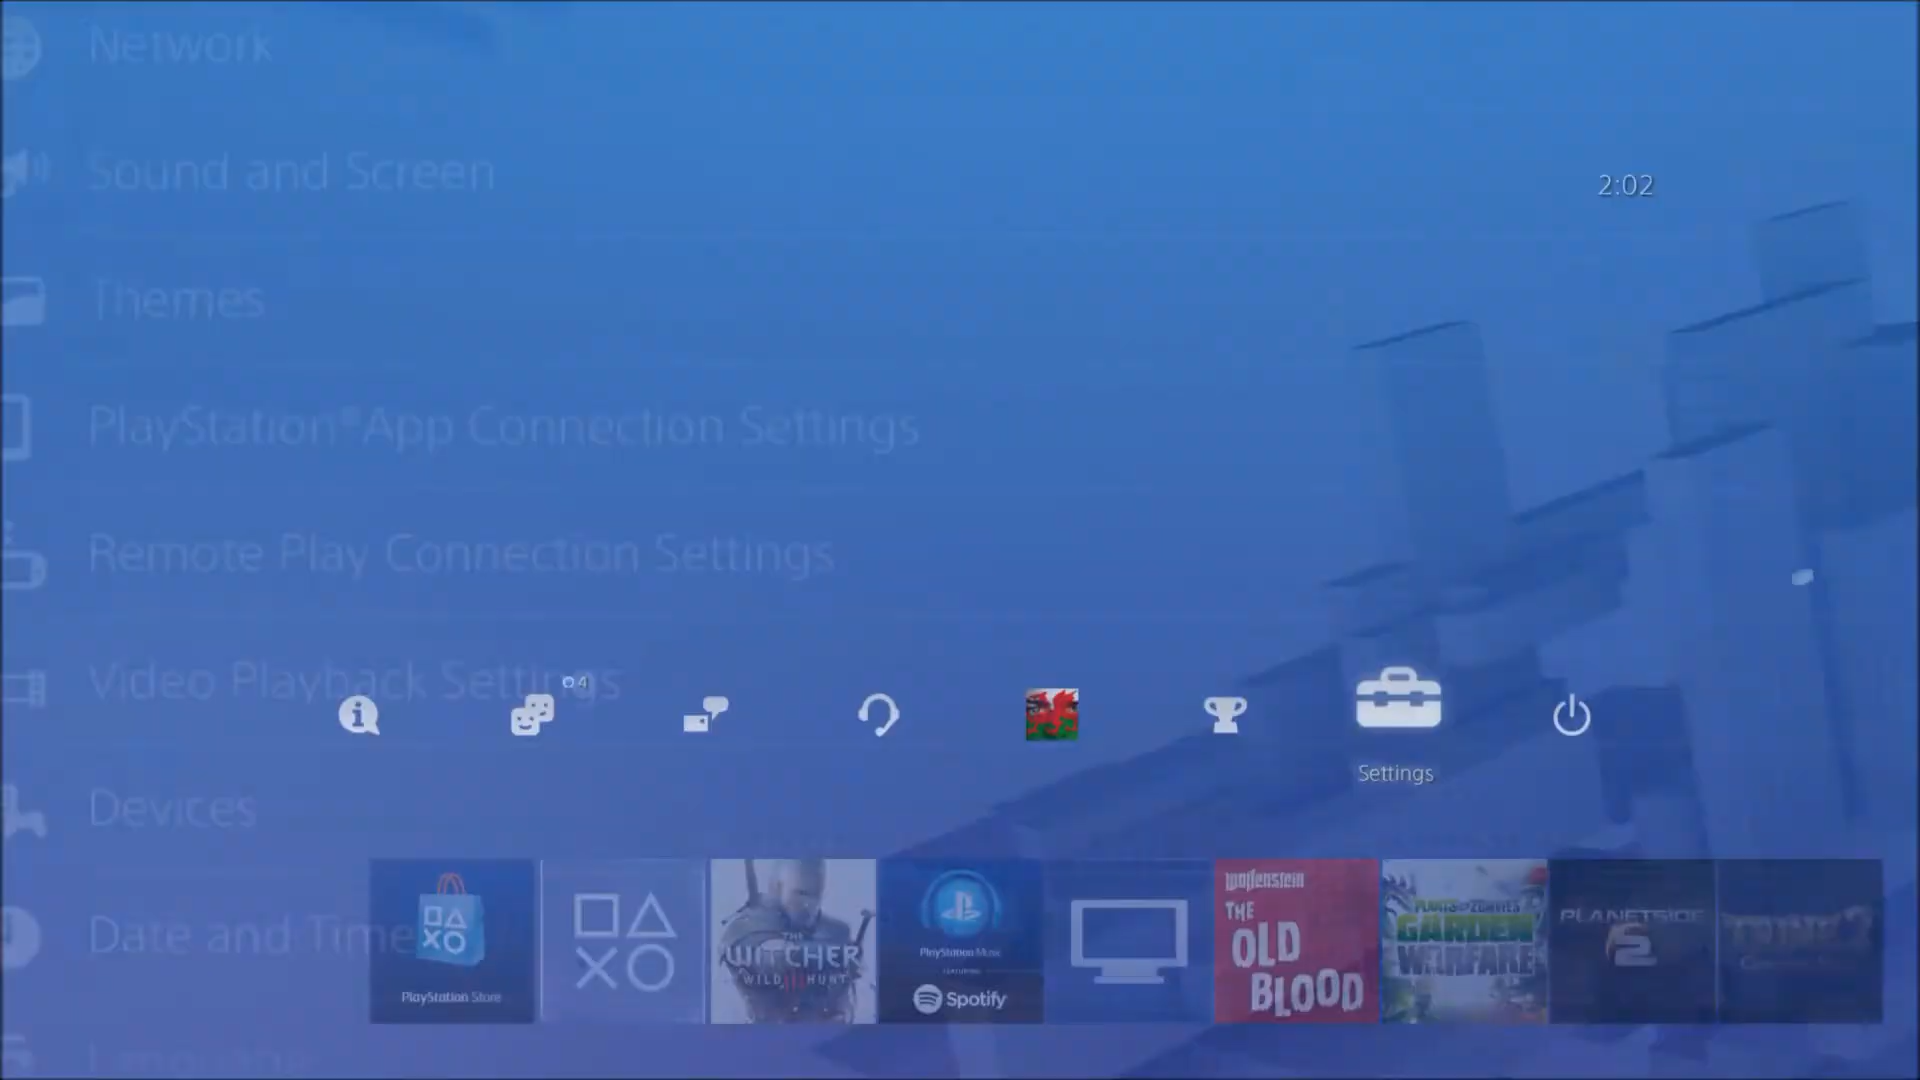 Network
Sound and Screen
2:02
Themes
PlayStation®App Connection Settings
Remote Play Connection Settings
Video Playback Settings
4
Settings
Devices
Date and Time
PlayStation Store
THE
WITCHER
WILD HUNT
PlayStation Music
FEATURING
Spotify
Wolfenstein
THE
OLD
BLOOD
PLANTS VS ZOMBIES
GARDEN
WARFARE
PLANETSIDE
2
Language